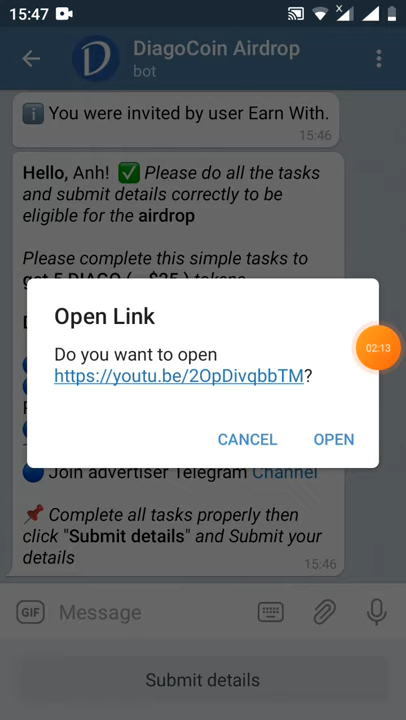 15:47
DiagoCoin Airdrop
bot
You were invited by user Earn With.
15:46
Hello, Anh! ✅ Please do all the tasks
and submit details correctly to be
eligible for the airdrop
Please complete this simple tasks to
Open Link
Do you want to open
https://youtu.be/2OpDivqbbTM?
02:13
CANCEL OPEN
Join advertiser Telegram Channel
📌 Complete all tasks properly then
click "Submit details" and Submit your
details
15:46
GIF Message
Submit details